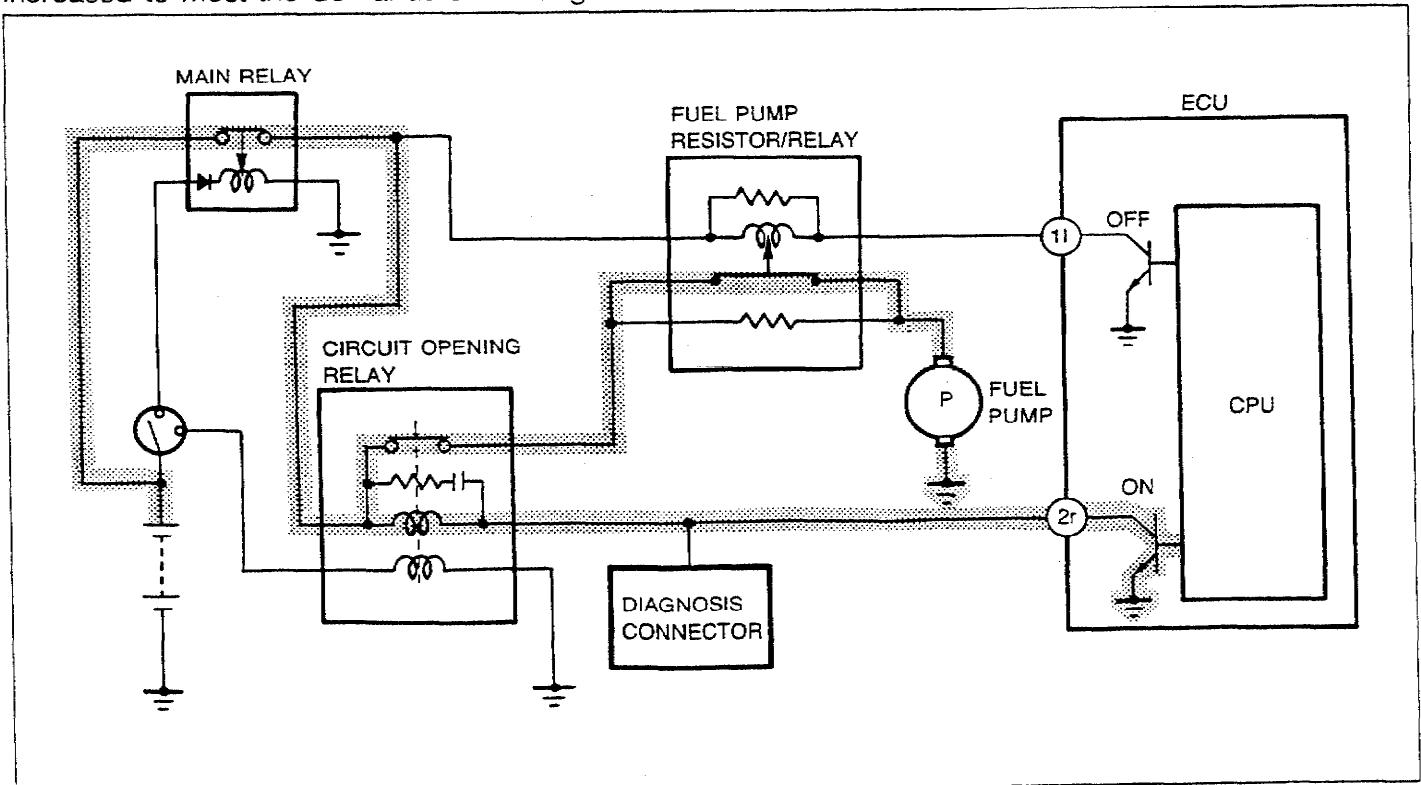 MAIN RELAY
FUEL PUMP
RESISTOR/RELAY
ECU
1l
OFF
CIRCUIT OPENING
RELAY
P
FUEL
PUMP
CPU
ON
2r
DIAGNOSIS
CONNECTOR